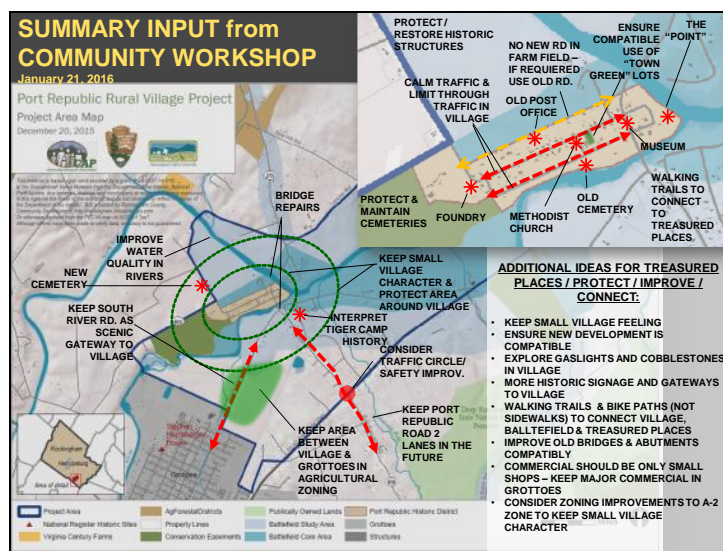 SUMMARY INPUT from
COMMUNITY WORKSHOP
January 21, 2016
Port Republic Rural Village Project
Project Area Map
December 20, 2015
PROTECT /
RESTORE HISTORIC
STRUCTURES
NO NEW RD IN
FARM FIELD –
IF REQUIERED
USE OLD RD.
ENSURE
COMPATIBLE
USE OF
"TOWN
GREEN" LOTS
THE
"POINT"
CALM TRAFFIC &
LIMIT THROUGH
TRAFFIC IN
VILLAGE
OLD POST
OFFICE
MUSEUM
PROTECT &
MAINTAIN
CEMETERIES
FOUNDRY
METHODIST
CHURCH
OLD
CEMETERY
WALKING
TRAILS TO
CONNECT
TO
TREASURED
PLACES
BRIDGE
REPAIRS
IMPROVE
WATER
QUALITY IN
RIVERS
NEW
CEMETERY
KEEP SOUTH
RIVER RD. AS
SCENIC
GATEWAY TO
VILLAGE
KEEP SMALL
VILLAGE
CHARACTER &
PROTECT AREA
AROUND VILLAGE
INTERPRET
TIGER CAMP
HISTORY
CONSIDER
TRAFFIC CIRCLE/
SAFETY IMPROV.
KEEP AREA
BETWEEN
VILLAGE &
GROTTOES IN
AGRICULTURAL
ZONING
KEEP PORT
REPUBLIC
ROAD 2
LANES IN THE
FUTURE
ADDITIONAL IDEAS FOR TREASURED
PLACES / PROTECT / IMPROVE /
CONNECT:
• KEEP SMALL VILLAGE FEELING
• ENSURE NEW DEVELOPMENT IS
COMPATIBLE
• EXPLORE GASLIGHTS AND COBBLESTONES
IN VILLAGE
• MORE HISTORIC SIGNAGE AND GATEWAYS
TO VILLAGE
• WALKING TRAILS & BIKE PATHS (NOT
SIDEWALKS) TO CONNECT VILLAGE,
BALLTEFIELD & TREASURED PLACES
• IMPROVE OLD BRIDGES & ABUTMENTS
COMPATIBLY
• COMMERCIAL SHOULD BE ONLY SMALL
SHOPS – KEEP MAJOR COMMERCIAL IN
GROTTOES
• CONSIDER ZONING IMPROVEMENTS TO A-2
ZONE TO KEEP SMALL VILLAGE
CHARACTER
Rockingham
Harrisonburg
Area of detail
Grottoes
Project Area
AgForestalDistricts
Publically Owned Lands
Port Republic Historic District
National Register Historic Sites
Property Lines
Battlefield Study Area
Grottoes
Virginia Century Farms
Conservation Easements
Battlefield Core Area
Structures